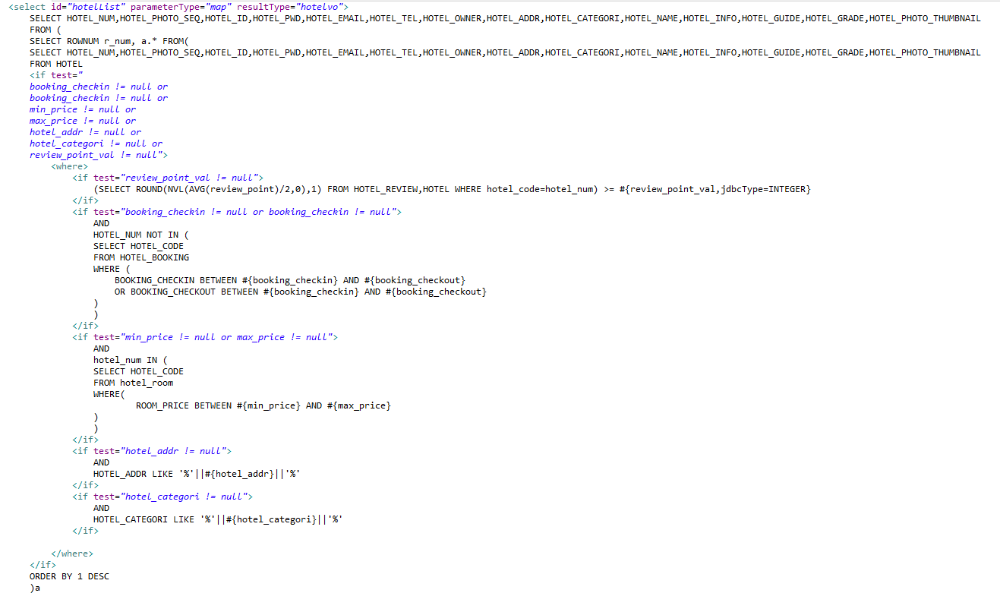 <select id="hotelList" parameterType="map" resultType="hotelvo">
SELECT HOTEL_NUM,HOTEL_PHOTO_SEQ,HOTEL_ID,HOTEL_PWD,HOTEL_EMAIL,HOTEL_TEL,HOTEL_OWNER,HOTEL_ADDR,HOTEL_CATEGORI,HOTEL_NAME,HOTEL_INFO,HOTEL_GUIDE,HOTEL_GRADE,HOTEL_PHOTO_THUMBNAIL
FROM (
SELECT ROWNUM r_num, a.* FROM(
SELECT HOTEL_NUM,HOTEL_PHOTO_SEQ,HOTEL_ID,HOTEL_PWD,HOTEL_EMAIL,HOTEL_TEL,HOTEL_OWNER,HOTEL_ADDR,HOTEL_CATEGORI,HOTEL_NAME,HOTEL_INFO,HOTEL_GUIDE,HOTEL_GRADE,HOTEL_PHOTO_THUMBNAIL
FROM HOTEL
<if test="
booking_checkin != null or
booking_checkin != null or
min_price != null or
max_price != null or
hotel_addr != null or
hotel_categori != null or
review_point_val != null">
<where>
<if test="review_point_val != null">
(SELECT ROUND(NVL(AVG(review_point)/2,0),1) FROM HOTEL_REVIEW,HOTEL WHERE hotel_code=hotel_num) >= #{review_point_val,jdbcType=INTEGER}
</if>
<if test="booking_checkin != null or booking_checkin != null">
AND
HOTEL_NUM NOT IN (
SELECT HOTEL_CODE
FROM HOTEL_BOOKING
WHERE (
BOOKING_CHECKIN BETWEEN #{booking_checkin} AND #{booking_checkout}
OR BOOKING_CHECKOUT BETWEEN #{booking_checkin} AND #{booking_checkout}
)
)
</if>
<if test="min_price != null or max_price != null">
AND
hotel_num IN (
SELECT HOTEL_CODE
FROM hotel_room
WHERE(
ROOM_PRICE BETWEEN #{min_price} AND #{max_price}
)
)
</if>
<if test="hotel_addr != null">
AND
HOTEL_ADDR LIKE '%'||#{hotel_addr}||'%'
</if>
<if test="hotel_categori != null">
AND
HOTEL_CATEGORI LIKE '%'||#{hotel_categori}||'%'
</if>
</where>
</if>
ORDER BY 1 DESC
)a